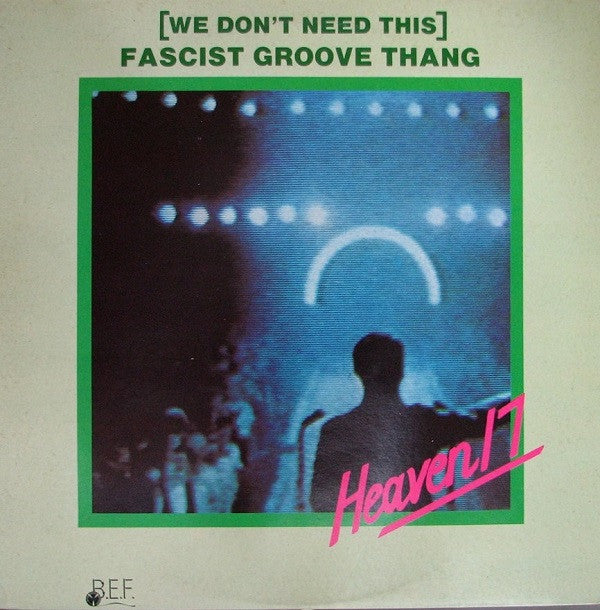 [WE DON'T NEED THIS]
FASCIST GROOVE THANG
Heaven 17
B.E.F.